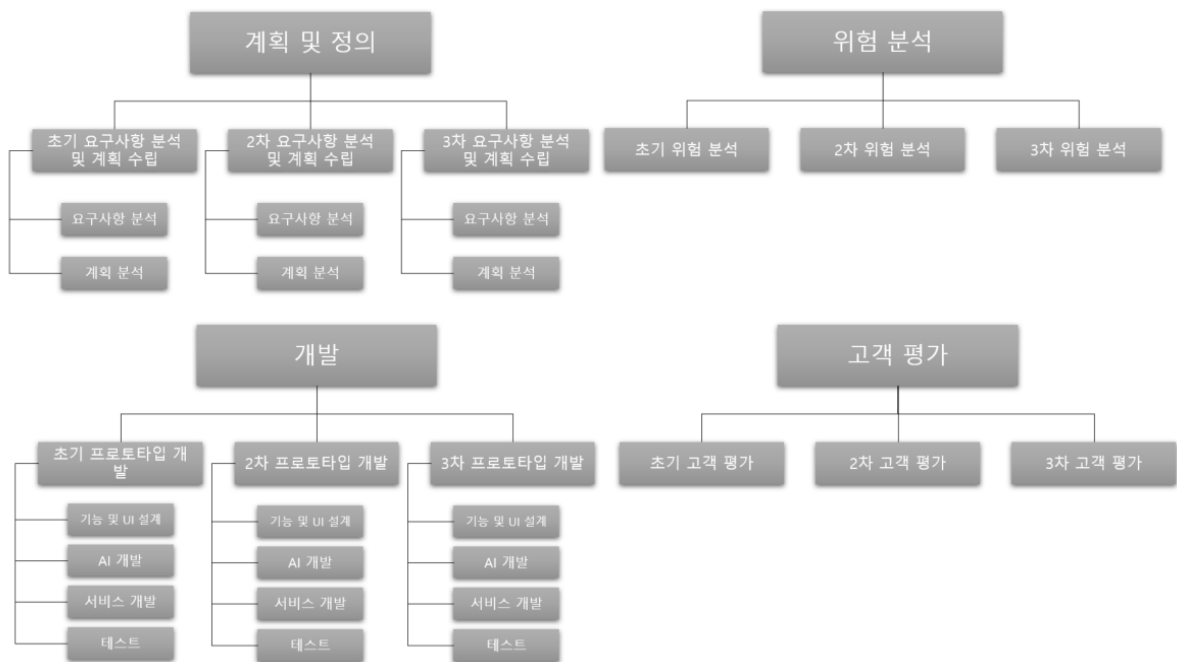 계획 및 정의
초기 요구사항 분석
및 계획 수립
2차 요구사항 분석
및 계획 수립
3차 요구사항 분석
및 계획 수립
요구사항 분석
요구사항 분석
요구사항 분석
계획 분석
계획 분석
계획 분석
위험 분석
초기 위험 분석
2차 위험 분석
3차 위험 분석
개발
초기 프로토타입 개
발
2차 프로토타입 개발
3차 프로토타입 개발
기능 및 UI 설계
기능 및 UI 설계
기능 및 UI 설계
AI 개발
AI 개발
AI 개발
서비스 개발
서비스 개발
서비스 개발
테스트
테스트
테스트
고객 평가
초기 고객 평가
2차 고객 평가
3차 고객 평가